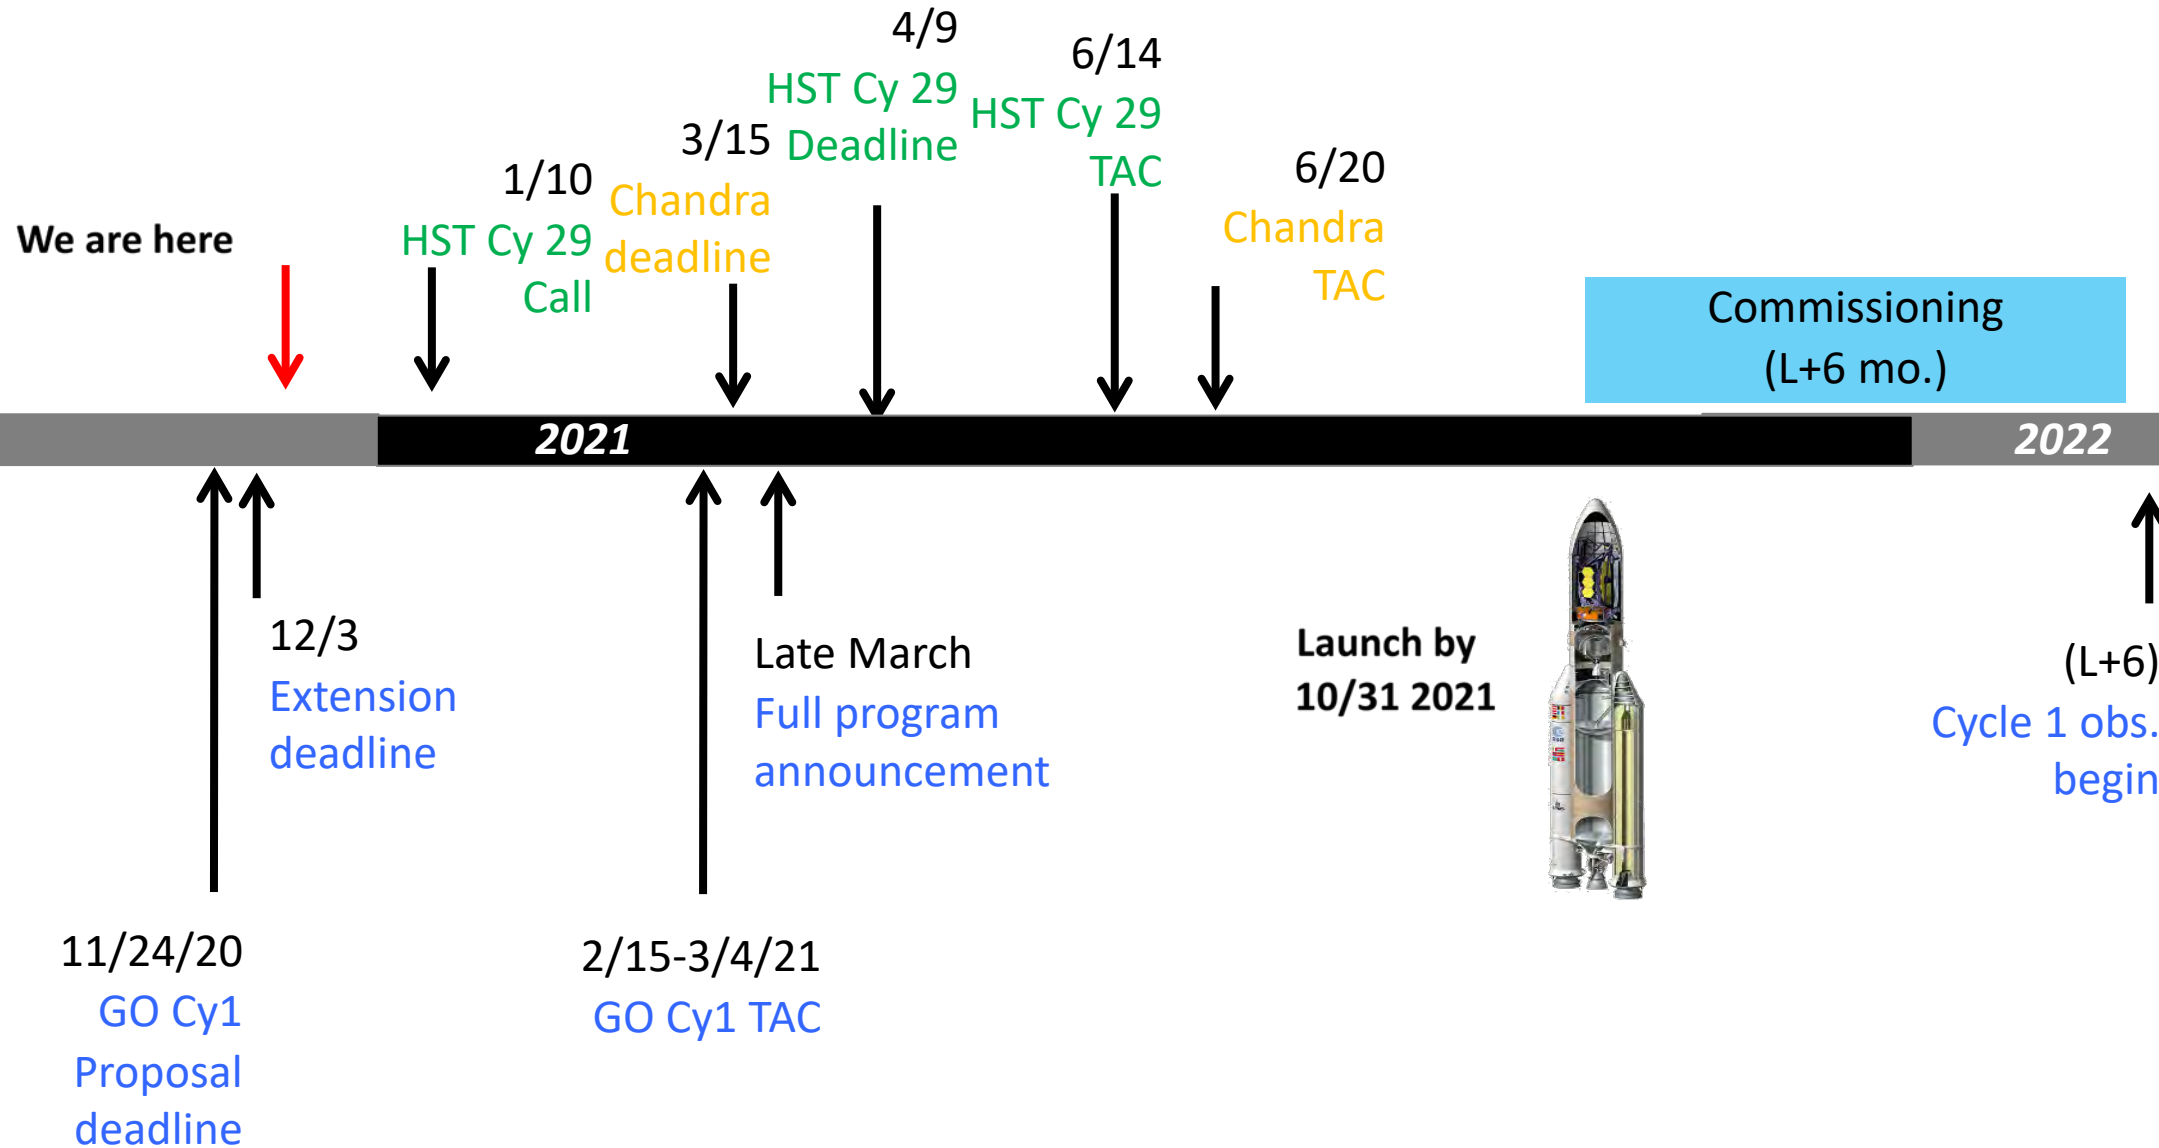 We are here
1/10
HST Cy 29
Call
3/15
Chandra
deadline
4/9
HST Cy 29
Deadline
6/14
HST Cy 29
TAC
6/20
Chandra
TAC
Commissioning
(L+6 mo.)
2021
2022
11/24/20
GO Cy1
Proposal
deadline
12/3
Extension
deadline
2/15-3/4/21
GO Cy1 TAC
Late March
Full program
announcement
Launch by
10/31 2021
(L+6)
Cycle 1 obs.
begin